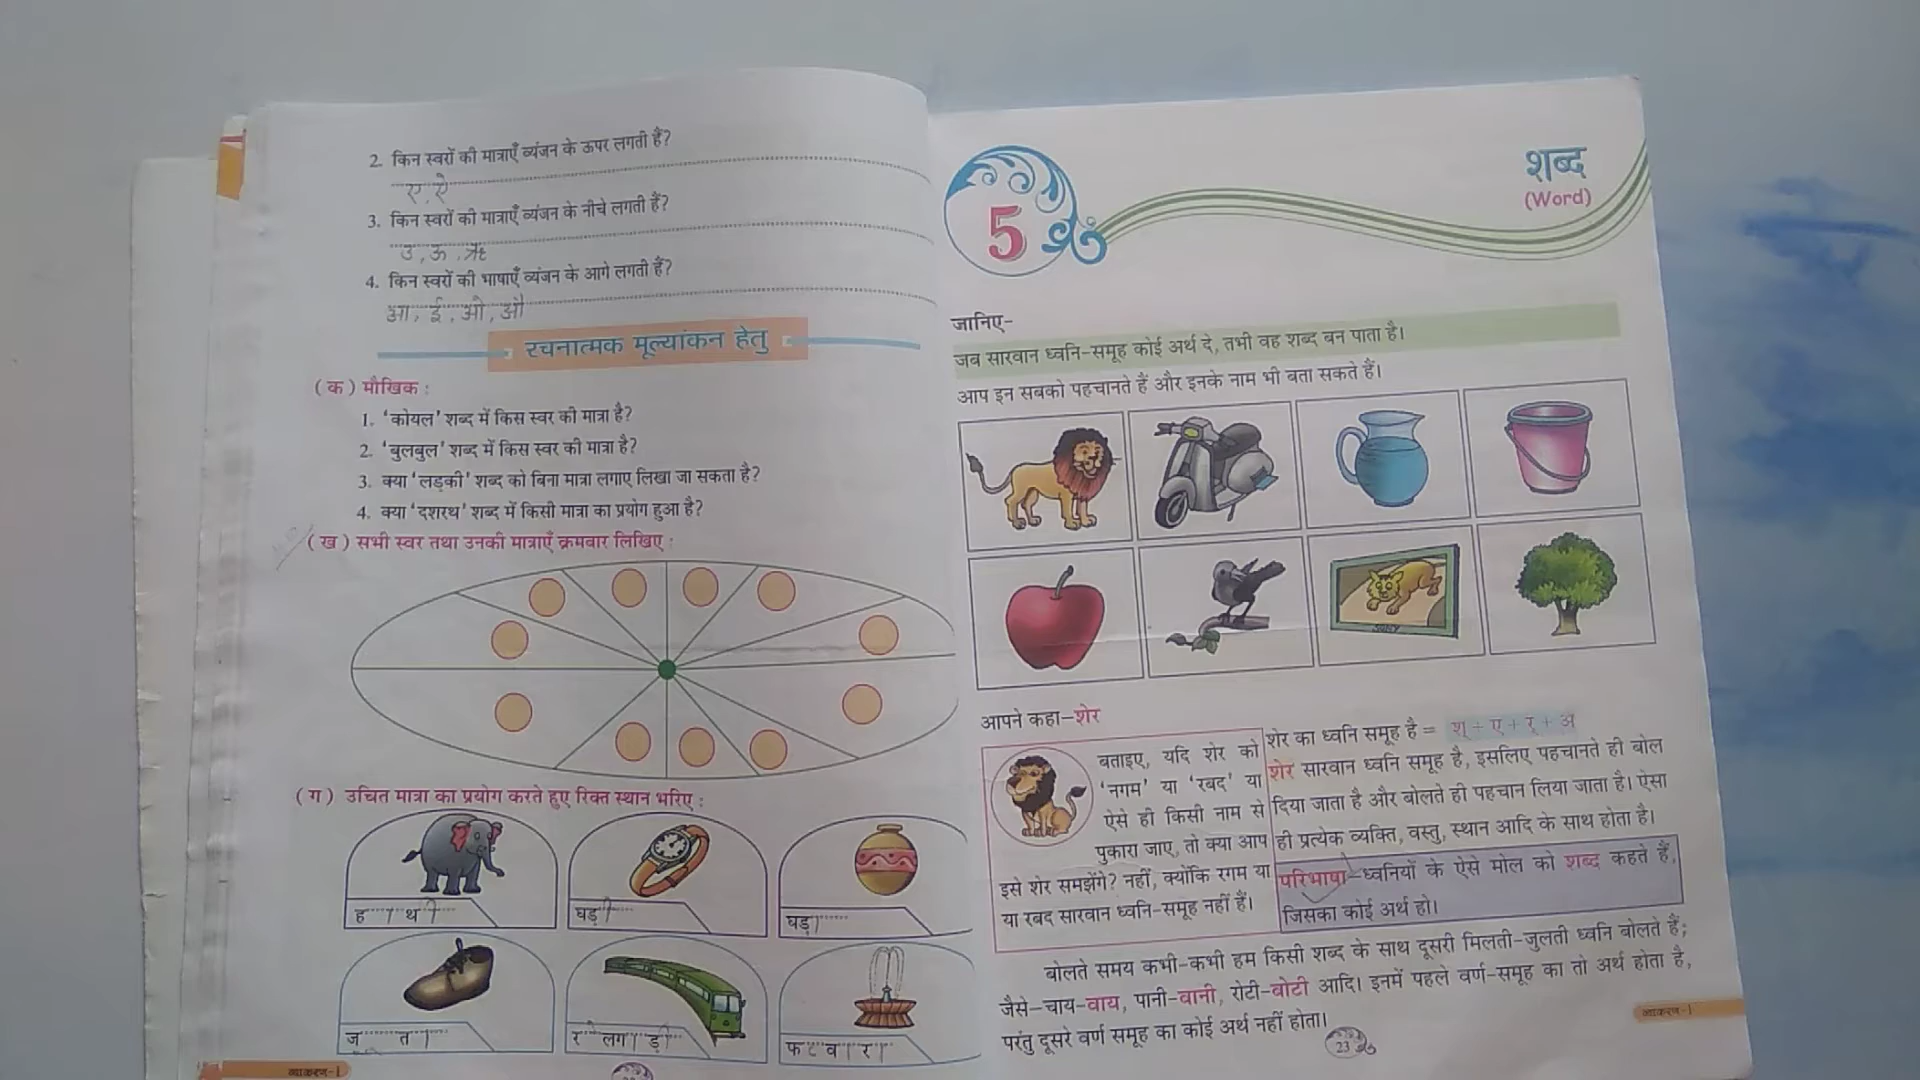 2. किन स्वरों की मात्राएँ व्यंजन के ऊपर लगती हैं?
ए, ऐ
3. किन स्वरों की मात्राएँ व्यंजन के नीचे लगती हैं?
उ, ऊ, ऋ
4. किन स्वरों की भाषाएँ व्यंजन के आगे लगती हैं?
आ, ई, ओ, औ
रचनात्मक मूल्यांकन हेतु
(क) मौखिक :
1. 'कोयल' शब्द में किस स्वर की मात्रा है?
2. 'बुलबुल' शब्द में किस स्वर की मात्रा है?
3. क्या 'लड़की' शब्द को बिना मात्रा लगाए लिखा जा सकता है?
4. क्या 'दशरथ' शब्द में किसी मात्रा का प्रयोग हुआ है?
(ख) सभी स्वर तथा उनकी मात्राएँ क्रमवार लिखिए :
(ग) उचित मात्रा का प्रयोग करते हुए रिक्त स्थान भरिए :
ह ा थ ी
घड़ ी
घड़ ा
ज त ा
र े लग ा ड़ ी
फ व ा र ा
व्याकरण-1
5
शब्द
(Word)
जानिए-
जब सारवान ध्वनि-समूह कोई अर्थ दे, तभी वह शब्द बन पाता है।
आप इन सबको पहचानते हैं और इनके नाम भी बता सकते हैं।
SONY
आपने कहा-शेर
बताइए, यदि शेर को
'नगम' या 'रबद' या
ऐसे ही किसी नाम से
पुकारा जाए, तो क्या आप
इसे शेर समझेंगे? नहीं, क्योंकि रगम या
या रबद सारवान ध्वनि-समूह नहीं हैं।
शेर का ध्वनि समूह है = श् + ए + र् + अ
शेर सारवान ध्वनि समूह है, इसलिए पहचानते ही बोल
दिया जाता है और बोलते ही पहचान लिया जाता है। ऐसा
ही प्रत्येक व्यक्ति, वस्तु, स्थान आदि के साथ होता है।
परिभाषा-ध्वनियों के ऐसे मोल को शब्द कहते हैं,
जिसका कोई अर्थ हो।
बोलते समय कभी-कभी हम किसी शब्द के साथ दूसरी मिलती-जुलती ध्वनि बोलते हैं;
जैसे-चाय-वाय, पानी-वानी, रोटी-बोटी आदि। इनमें पहले वर्ण-समूह का तो अर्थ होता है,
परंतु दूसरे वर्ण समूह का कोई अर्थ नहीं होता।
व्याकरण-1
23